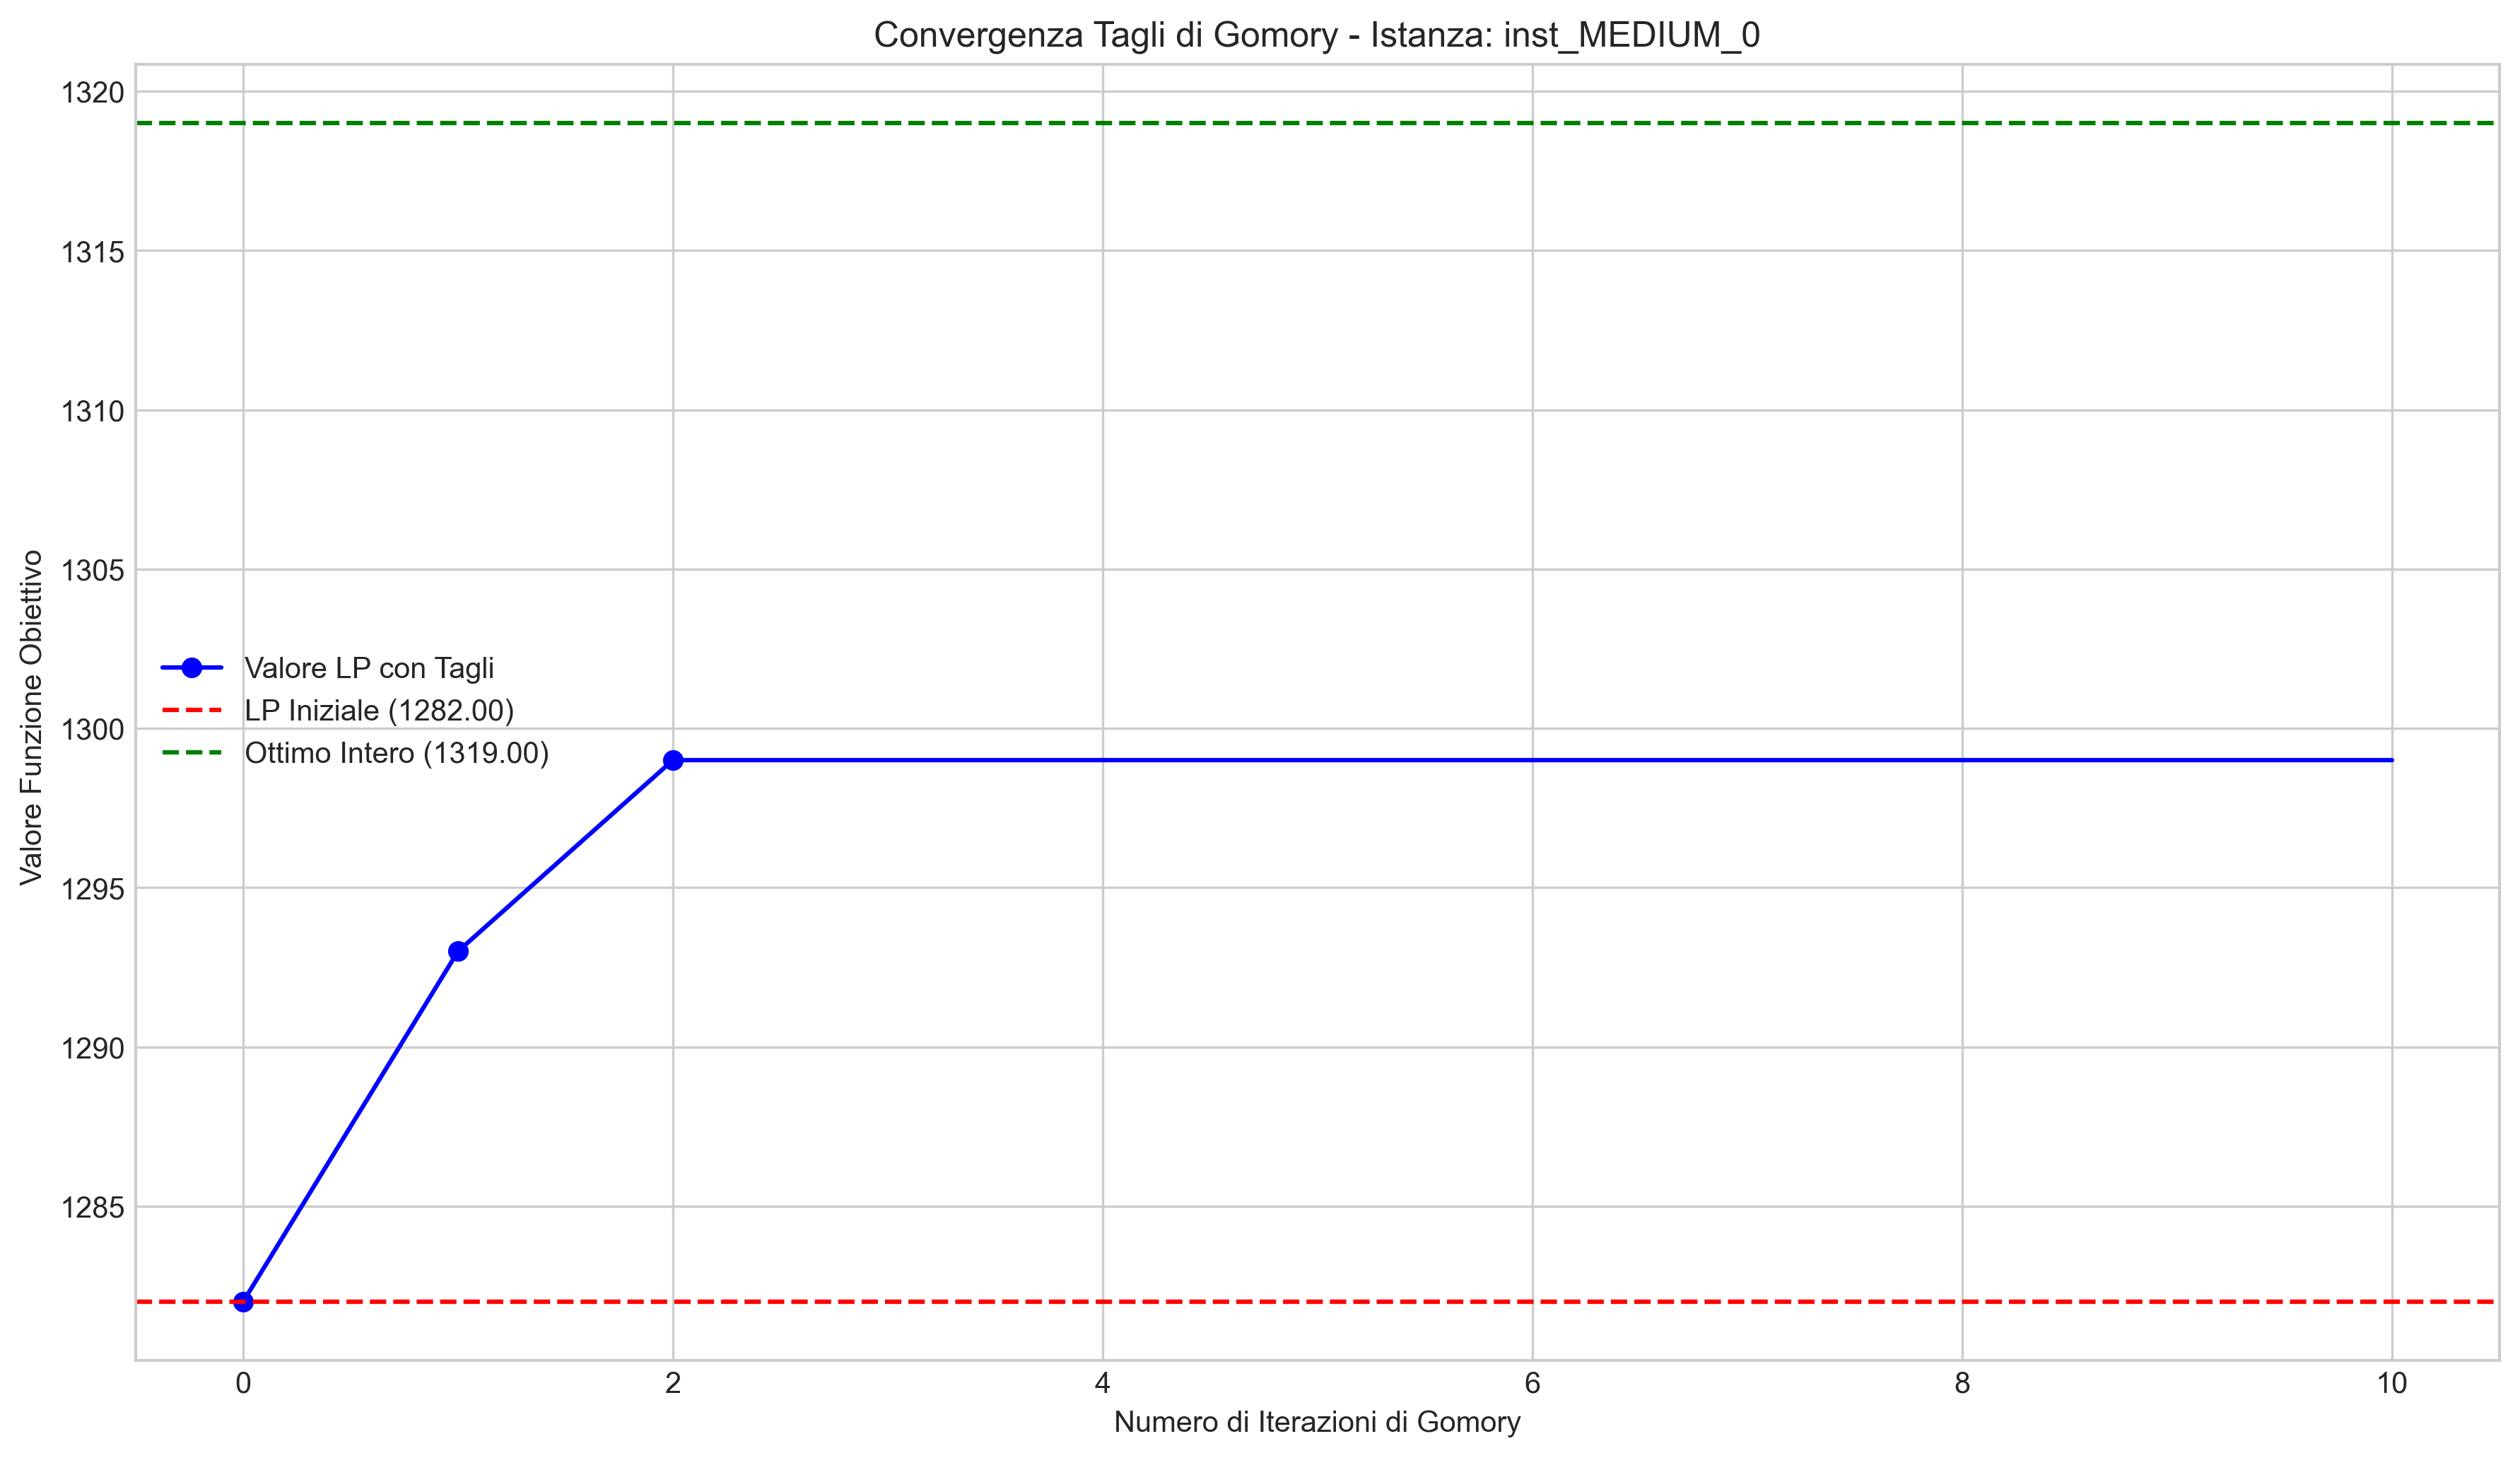 Convergenza Tagli di Gomory - Istanza: inst_MEDIUM_0
Valore Funzione Obiettivo
1320
1315
1310
1305
1300
1295
1290
1285
Valore LP con Tagli
LP Iniziale (1282.00)
Ottimo Intero (1319.00)
0 2 4 6 8 10
Numero di Iterazioni di Gomory